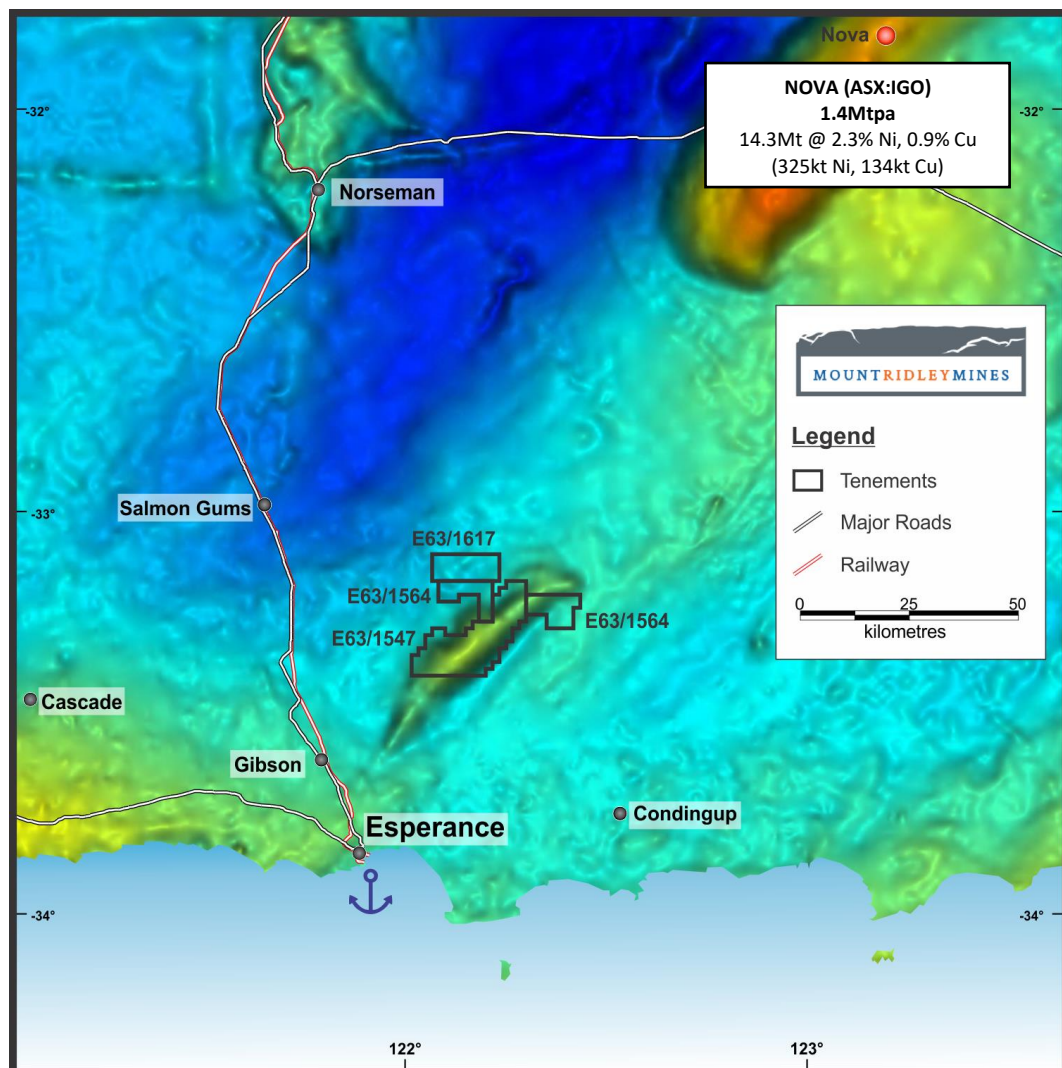 Nova
NOVA (ASX:IGO)
1.4Mtpa
14.3Mt @ 2.3% Ni, 0.9% Cu
(325kt Ni, 134kt Cu)
-32°
-32°
Norseman
MOUNTRIDLEYMINES
Legend
Tenements
Major Roads
Railway
0 25 50
kilometres
Salmon Gums
-33°
-33°
E63/1617
E63/1564
E63/1564
E63/1547
Cascade
Gibson
Condingup
Esperance
-34°
-34°
122°
123°